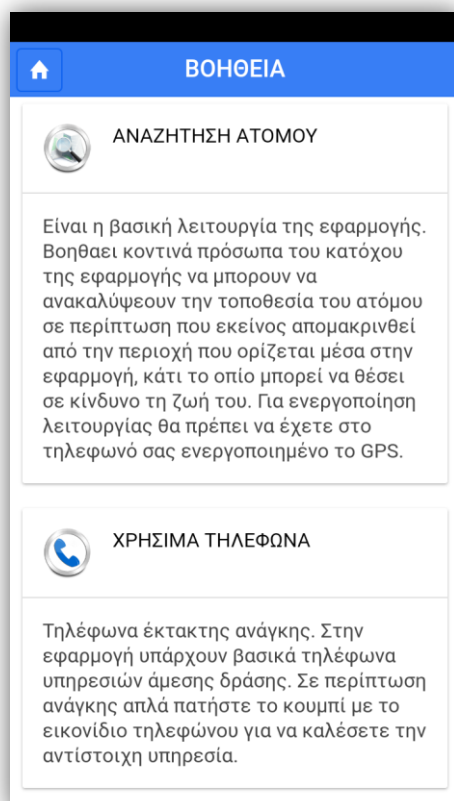 ΒΟΗΘΕΙΑ
ΑΝΑΖΗΤΗΣΗ ΑΤΟΜΟΥ
Είναι η βασική λειτουργία της εφαρμογής.
Βοηθαει κοντινά πρόσωπα του κατόχου
της εφαρμογής να μπορουν να
ανακαλύψεουν την τοποθεσία του ατόμου
σε περίπτωση που εκείνος απομακρινθεί
από την περιοχή που ορίζεται μέσα στην
εφαρμογή, κάτι το οπίο μπορεί να θέσει
σε κίνδυνο τη ζωή του. Για ενεργοποίηση
λειτουργίας θα πρέπει να έχετε στο
τηλεφωνό σας ενεργοποιημένο το GPS.
ΧΡΗΣΙΜΑ ΤΗΛΕΦΩΝΑ
Τηλέφωνα έκτακτης ανάγκης. Στην
εφαρμογή υπάρχουν βασικά τηλέφωνα
υπηρεσιών άμεσης δράσης. Σε περίπτωση
ανάγκης απλά πατήστε το κουμπί με το
εικονίδιο τηλεφώνου για να καλέσετε την
αντίστοιχη υπηρεσία.